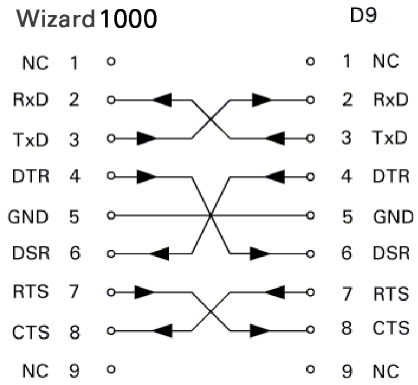 Wizard 1000 D9
NC 1 1 NC
RxD 2 2 RxD
TxD 3 3 TxD
DTR 4 4 DTR
GND 5 5 GND
DSR 6 6 DSR
RTS 7 7 RTS
CTS 8 8 CTS
NC 9 9 NC